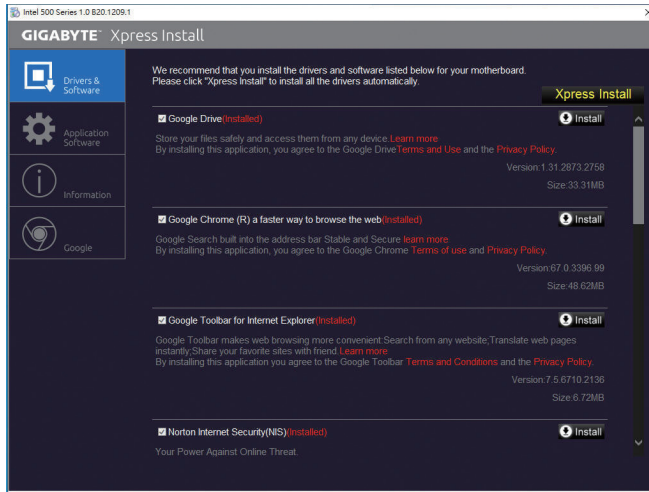 Intel 500 Series 1.0 B20.1209.1
GIGABYTE™ Xpress Install
Drivers &
Software
Application
Software
Information
Google
We recommend that you install the drivers and software listed below for your motherboard.
Please click "Xpress Install" to install all the drivers automatically.
Xpress Install
Google Drive(Installed)
Install
Store your files safely and access them from any device.Learn more
By installing this application, you agree to the Google DriveTerms and Use and the Privacy Policy.
Version:1.31.2873.2758
Size:33.31MB
Google Chrome (R) a faster way to browse the web(Installed)
Install
Google Search built into the address bar Stable and Secure learn more
By installing this application, you agree to the Google Chrome Terms of use and Privacy Policy.
Version:67.0.3396.99
Size:48.62MB
Google Toolbar for Internet Explorer(Installed)
Install
Google Toolbar makes web browsing more convenient:Search from any website;Translate web pages
instantly;Share your favorite sites with friend.Learn more
By installing this application you agree to the Google Toolbar Terms and Conditions and the Privacy Policy.
Version:7.5.6710.2136
Size:6.72MB
Norton Internet Security(NIS)(Installed)
Install
Your Power Against Online Threat.